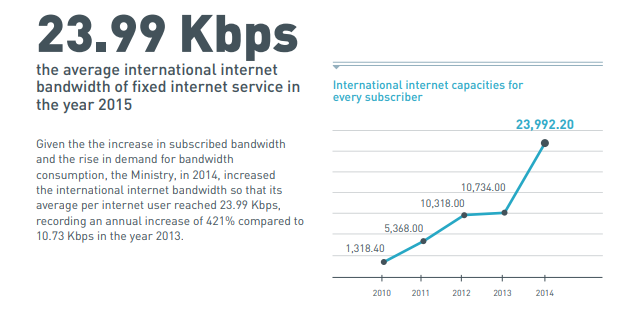 23.99 Kbps
the average international internet
bandwidth of fixed internet service in
the year 2015
Given the the increase in subscribed bandwidth
and the rise in demand for bandwidth
consumption, the Ministry, in 2014, increased
the international internet bandwidth so that its
average per internet user reached 23.99 Kbps,
recording an annual increase of 421% compared to
10.73 Kbps in the year 2013.
International internet capacities for
every subscriber
23,992.20
10,734.00
10,318.00
5,368.00
1,318.40
2010 2011 2012 2013 2014